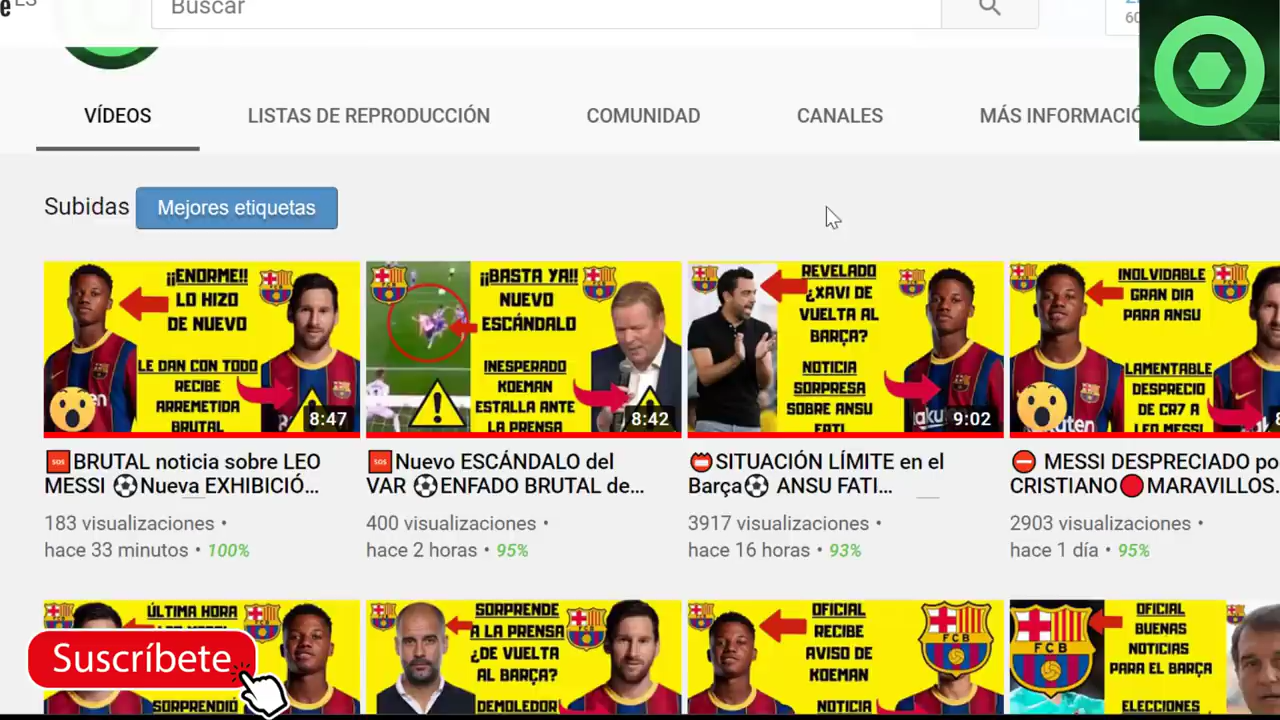 ES
Buscar
VÍDEOS
LISTAS DE REPRODUCCIÓN
COMUNIDAD
CANALES
MÁS INFORMACIÓ
Subidas
Mejores etiquetas
¡¡ENORME!!
LO HIZO
DE NUEVO
LE DAN CON TODO
RECIBE
ARREMETIDA
BRUTAL
8:47
¡¡BASTA YA!!
NUEVO
ESCÁNDALO
INESPERADO
KOEMAN
ESTALLA ANTE
LA PRENSA
8:42
REVELADO
¿XAVI DE
VUELTA AL
BARÇA?
NOTICIA
SORPRESA
SOBRE ANSU
FATI
9:02
INOLVIDABLE
GRAN DIA
PARA ANSU
LAMENTABLE
DESPRECIO
DE CR7 A
LEO MESSI
🆘BRUTAL noticia sobre LEO
MESSI ⚽Nueva EXHIBICIÓ...
183 visualizaciones •
hace 33 minutos • 100%
🆘Nuevo ESCÁNDALO del
VAR ⚽ENFADO BRUTAL de...
400 visualizaciones •
hace 2 horas • 95%
📛SITUACIÓN LÍMITE en el
Barça⚽ ANSU FATI...
3917 visualizaciones •
hace 16 horas • 93%
⛔ MESSI DESPRECIADO po
CRISTIANO🔴MARAVILLOS.
2903 visualizaciones •
hace 1 día • 95%
ÚLTIMA HORA
SORPRENDIÓ
SORPRENDE
A LA PRENSA
¿DE VUELTA
AL BARÇA?
DEMOLEDOR
OFICIAL
RECIBE
AVISO DE
KOEMAN
NOTICIA
FCB
FCB
OFICIAL
BUENAS
NOTICIAS
PARA EL BARÇA
ELECCIONES
Suscríbete